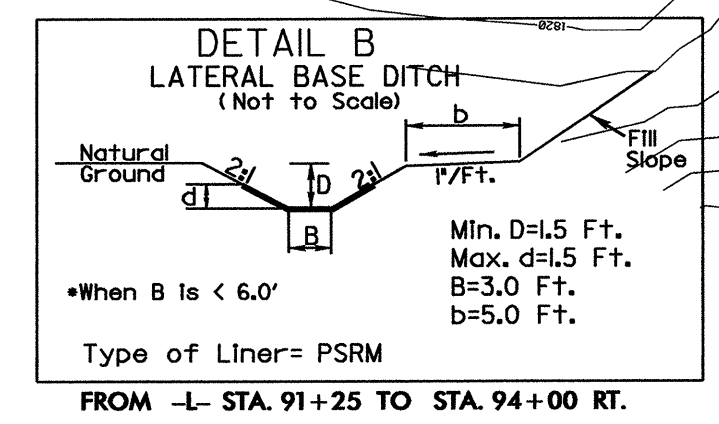 1820
DETAIL B
LATERAL BASE DITCH
(Not to Scale)
b
Natural
Ground
2:1
D
2:1
1"/Ft.
Fill
Slope
d
B
Min. D=1.5 Ft.
Max. d=1.5 Ft.
B=3.0 Ft.
b=5.0 Ft.
*When B is < 6.0'
Type of Liner= PSRM
FROM -L- STA. 91+25 TO STA. 94+00 RT.